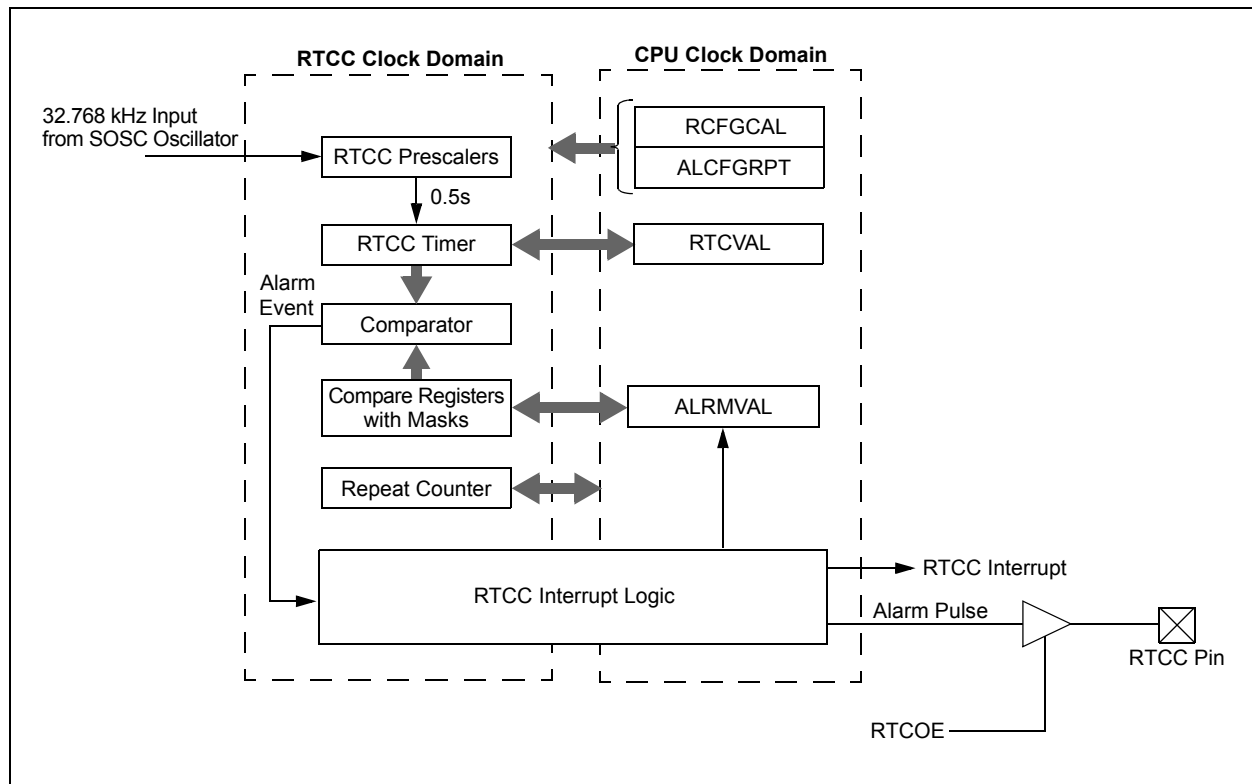 RTCC Clock Domain
CPU Clock Domain
32.768 kHz Input
from SOSC Oscillator
RTCC Prescalers
RCFGCAL
ALCFGRPT
0.5s
RTCC Timer
RTCVAL
Alarm
Event
Comparator
Compare Registers
with Masks
ALRMVAL
Repeat Counter
RTCC Interrupt Logic
RTCC Interrupt
Alarm Pulse
RTCC Pin
RTCOE